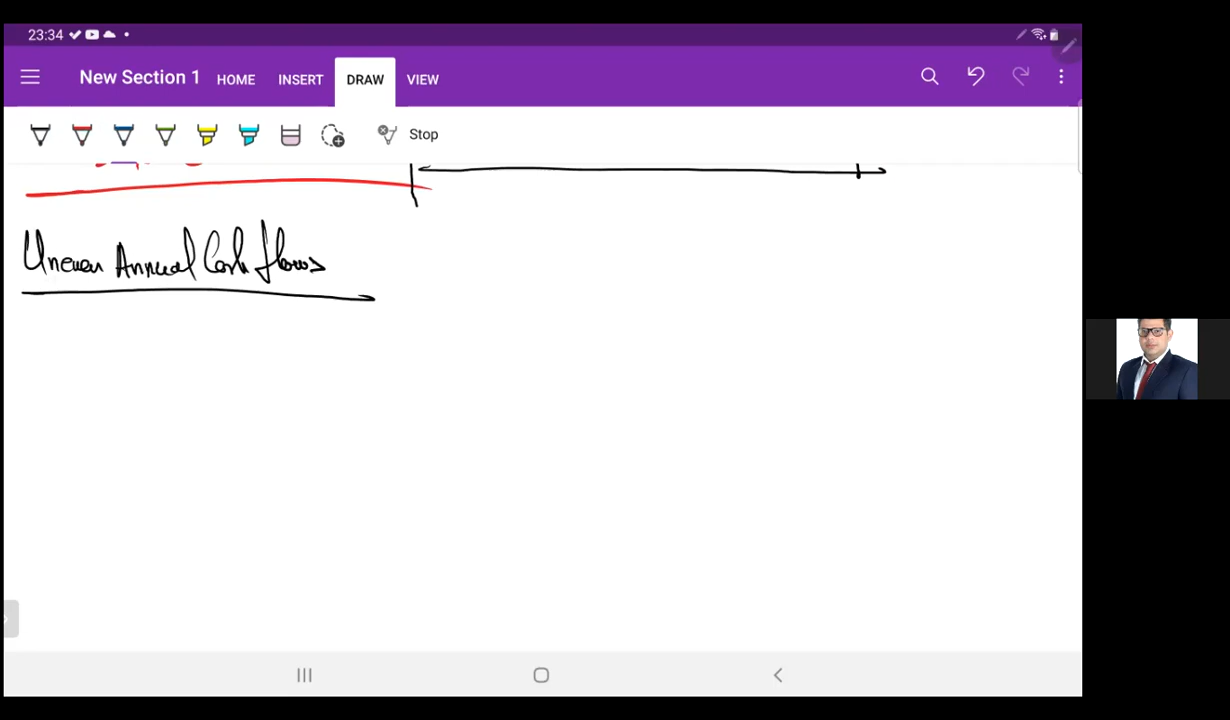 23:34
New Section 1 HOME INSERT DRAW VIEW
Stop
Uneven Annual Cash flows